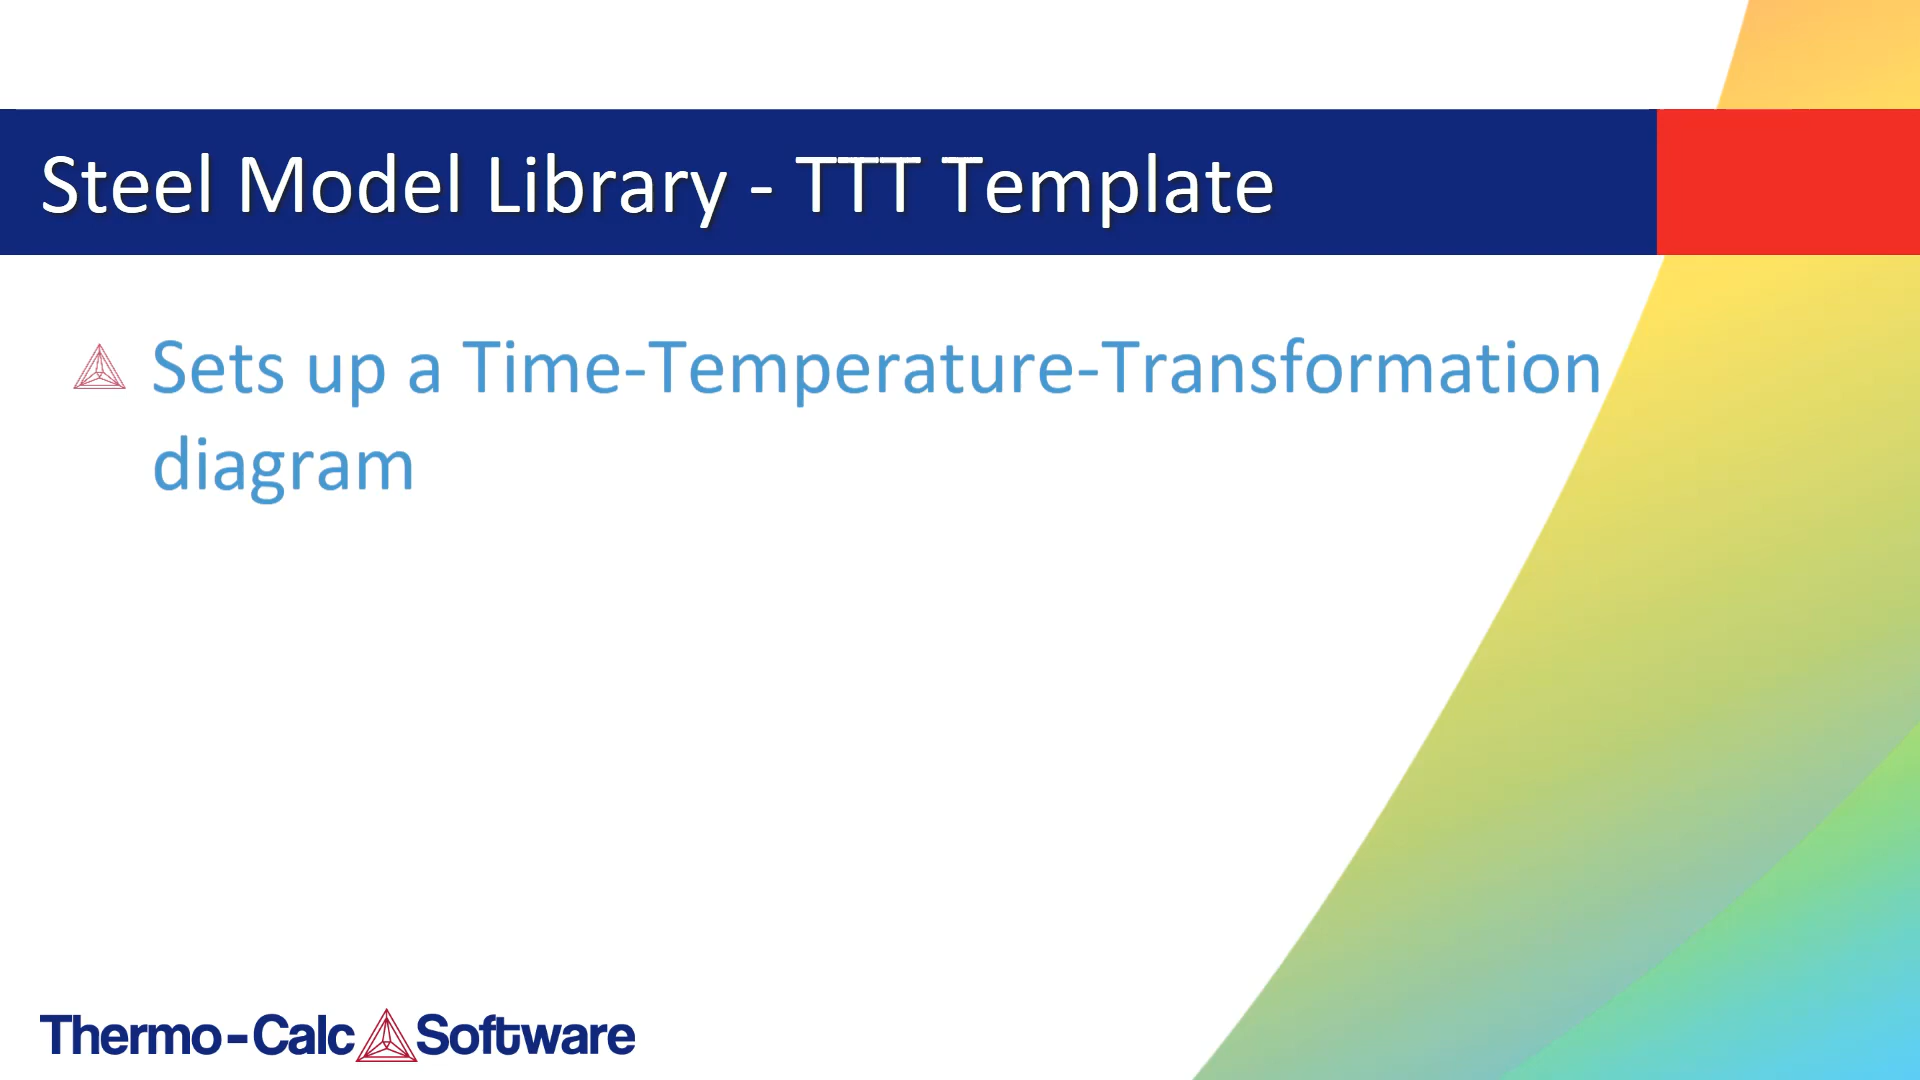 Steel Model Library - TTT Template
Sets up a Time-Temperature-Transformation
diagram
Thermo-Calc Software